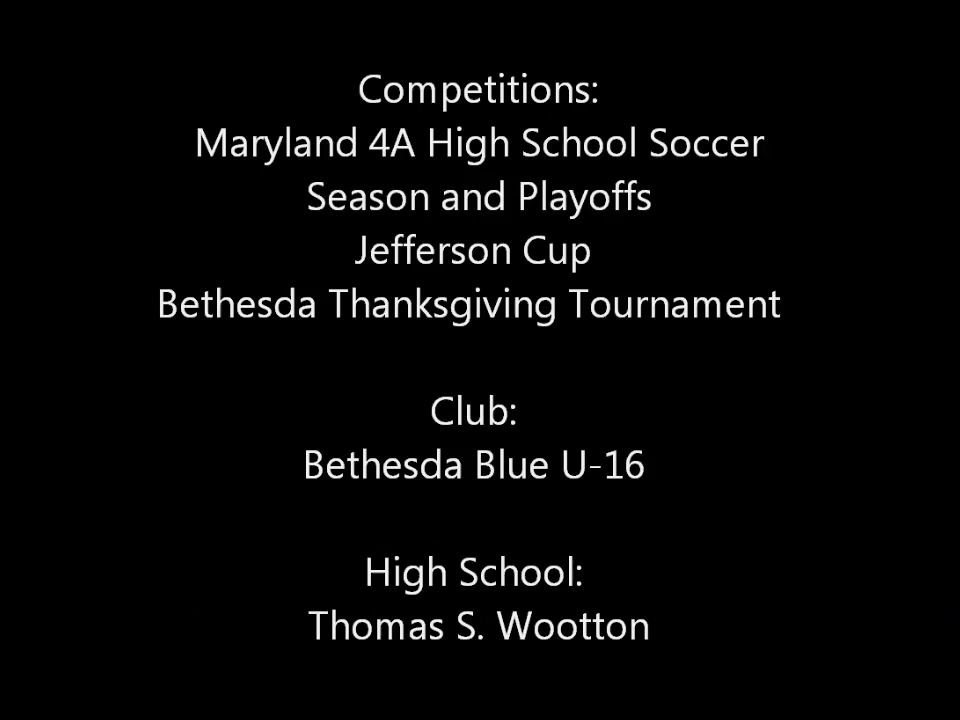 Competitions:
Maryland 4A High School Soccer
Season and Playoffs
Jefferson Cup
Bethesda Thanksgiving Tournament
Club:
Bethesda Blue U-16
High School:
Thomas S. Wootton